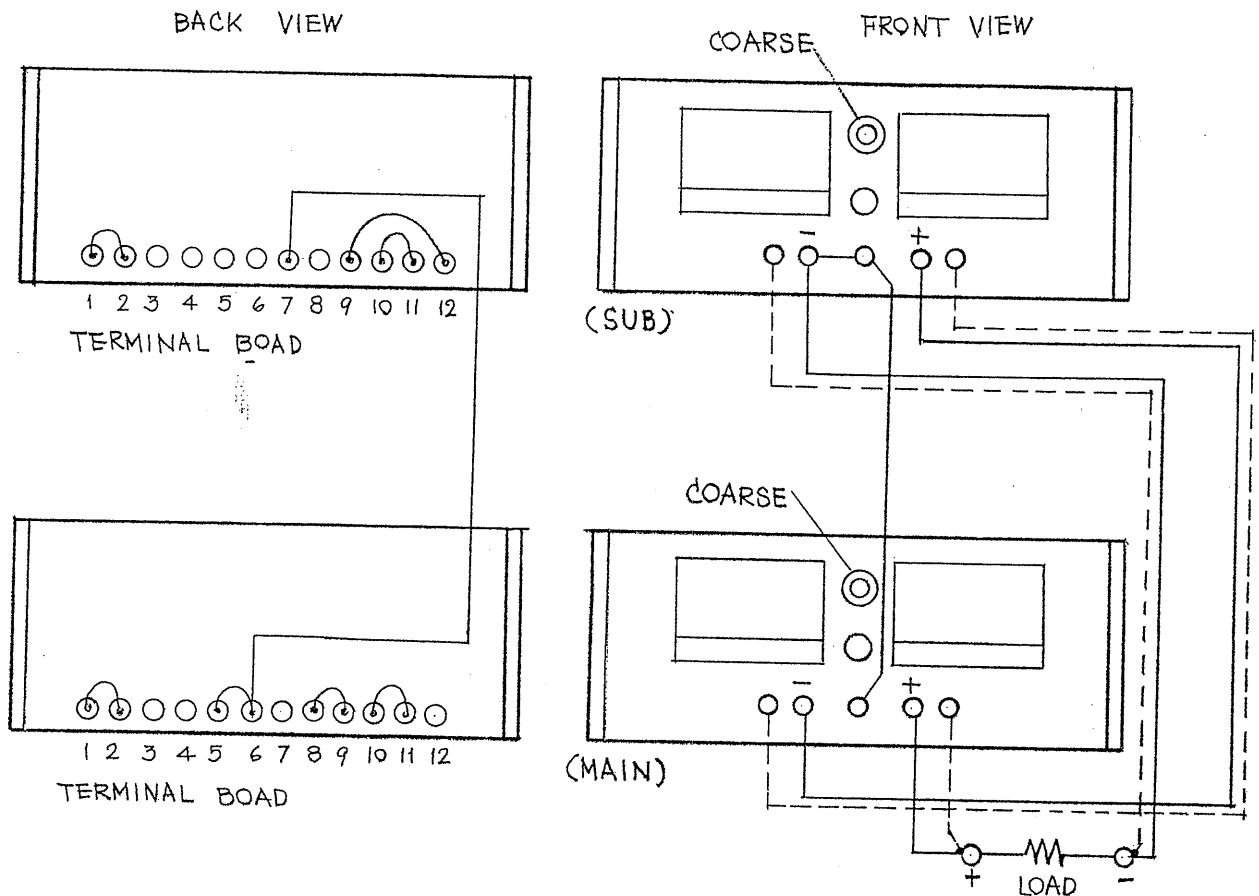 BACK VIEW
FRONT VIEW
COARSE
- +
1 2 3 4 5 6 7 8 9 10 11 12
TERMINAL BOAD
(SUB)
COARSE
- +
1 2 3 4 5 6 7 8 9 10 11 12
TERMINAL BOAD
(MAIN)
+ LOAD -